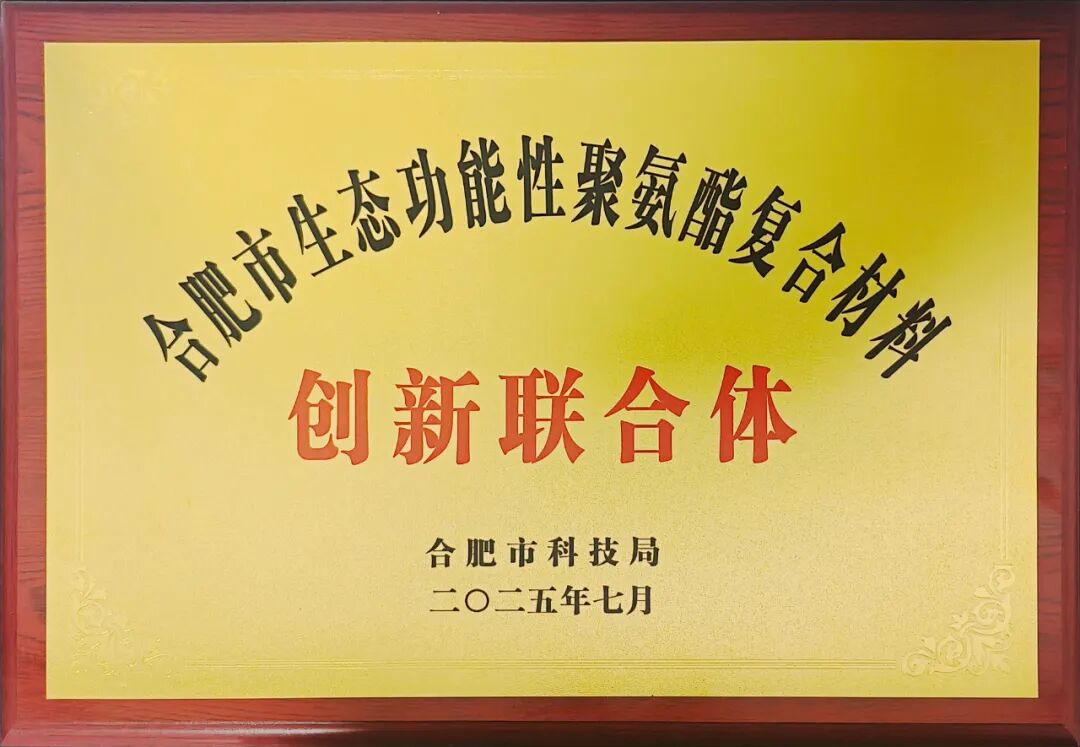 合肥市生态功能性聚氨酯复合材料
创新联合体
合肥市科技局
二〇二五年七月